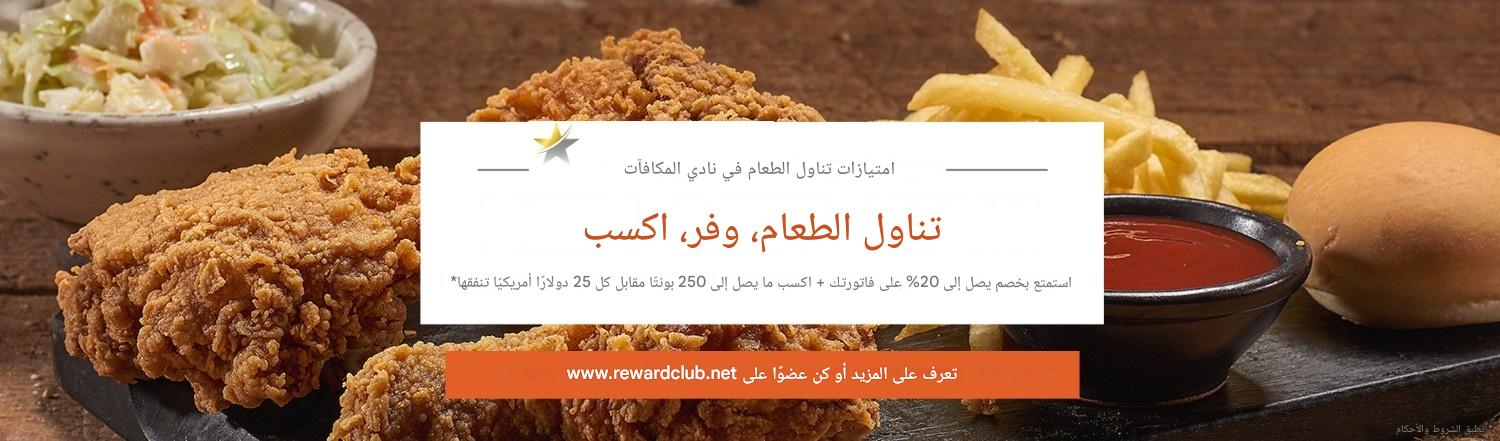 امتيازات تناول الطعام في نادي المكافآت
تناول الطعام، وفر، اكسب
استمتع بخصم يصل إلى 20% على فاتورتك + اكسب ما يصل إلى 250 بونتًا مقابل كل 25 دولارًا أمريكيًا تنفقها*
تعرف على المزيد أو كن عضوًا على www.rewardclub.net
* تطبق الشروط والأحكام